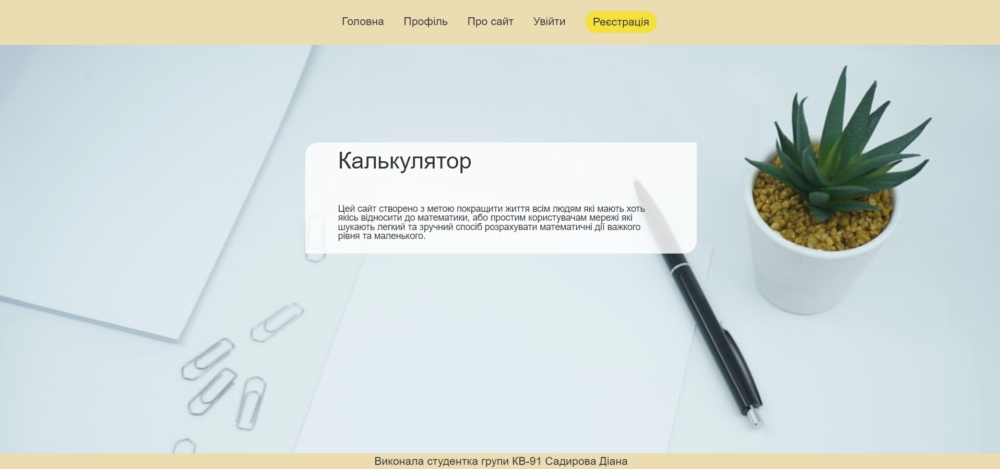 Головна Профіль Про сайт Увійти Реєстрація
Калькулятор
Цей сайт створено з метою покращити життя всім людям які мають хоть
якісь відносити до математики, або простим користувачам мережі які
шукають легкий та зручний спосіб розрахувати математичні дії важкого
рівня та маленького.
Виконала студентка групи КВ-91 Садирова Діана